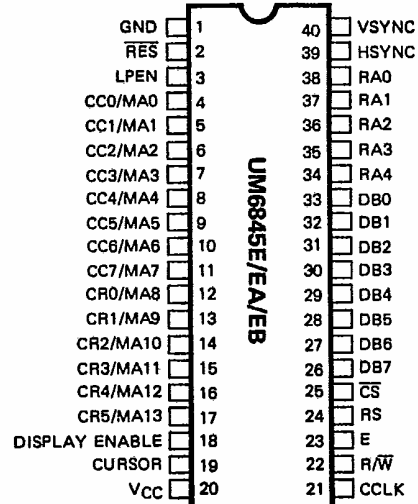 GND 1 40 VSYNC
R̅E̅S̅ 2 39 HSYNC
LPEN 3 38 RA0
CC0/MA0 4 37 RA1
CC1/MA1 5 36 RA2
CC2/MA2 6 35 RA3
CC3/MA3 7 34 RA4
CC4/MA4 8 33 DB0
CC5/MA5 9 32 DB1
CC6/MA6 10 31 DB2
CC7/MA7 11 30 DB3
CR0/MA8 12 29 DB4
CR1/MA9 13 28 DB5
CR2/MA10 14 27 DB6
CR3/MA11 15 26 DB7
CR4/MA12 16 25 C̅S̅
CR5/MA13 17 24 RS
DISPLAY ENABLE 18 23 E
CURSOR 19 22 R/W̅
VCC 20 21 CCLK
UM6845E/EA/EB